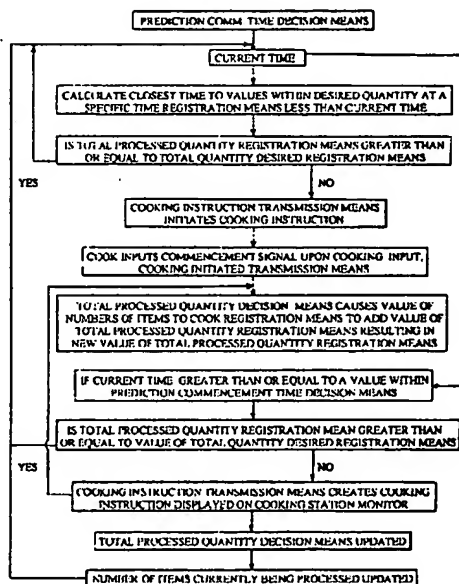 PREDICTION COMM. TIME DECISION MEANS
CURRENT TIME
CALCULATE CLOSEST TIME TO VALUES WITHIN DESIRED QUANTITY AT A
SPECIFIC TIME REGISTRATION MEANS LESS THAN CURRENT TIME
IS TOTAL PROCESSED QUANTITY REGISTRATION MEANS GREATER THAN
OR EQUAL TO TOTAL QUANTITY DESIRED REGISTRATION MEANS
YES
NO
COOKING INSTRUCTION TRANSMISSION MEANS
INITIATES COOKING INSTRUCTION
COOK INPUTS COMMENCEMENT SIGNAL UPON COOKING INPUT,
COOKING INITIATED TRANSMISSION MEANS
TOTAL PROCESSED QUANTITY DECISION MEANS CAUSES VALUE OF
NUMBERS OF ITEMS TO COOK REGISTRATION MEANS TO ADD VALUE OF
TOTAL PROCESSED QUANTITY REGISTRATION MEANS RESULTING IN
NEW VALUE OF TOTAL PROCESSED QUANTITY REGISTRATION MEANS
IF CURRENT TIME GREATER THAN OR EQUAL TO A VALUE WITHIN
PREDICTION COMMENCEMENT TIME DECISION MEANS
IS TOTAL PROCESSED QUANTITY REGISTRATION MEAN GREATER THAN
OR EQUAL TO VALUE OF TOTAL QUANTITY DESIRED REGISTRATION MEANS
YES
NO
COOKING INSTRUCTION TRANSMISSION MEANS CREATES COOKING
INSTRUCTION DISPLAYED ON COOKING STATION MONITOR
TOTAL PROCESSED QUANTITY DECISION MEANS UPDATED
NUMBER OF ITEMS CURRENTLY BEING PROCESSED UPDATED